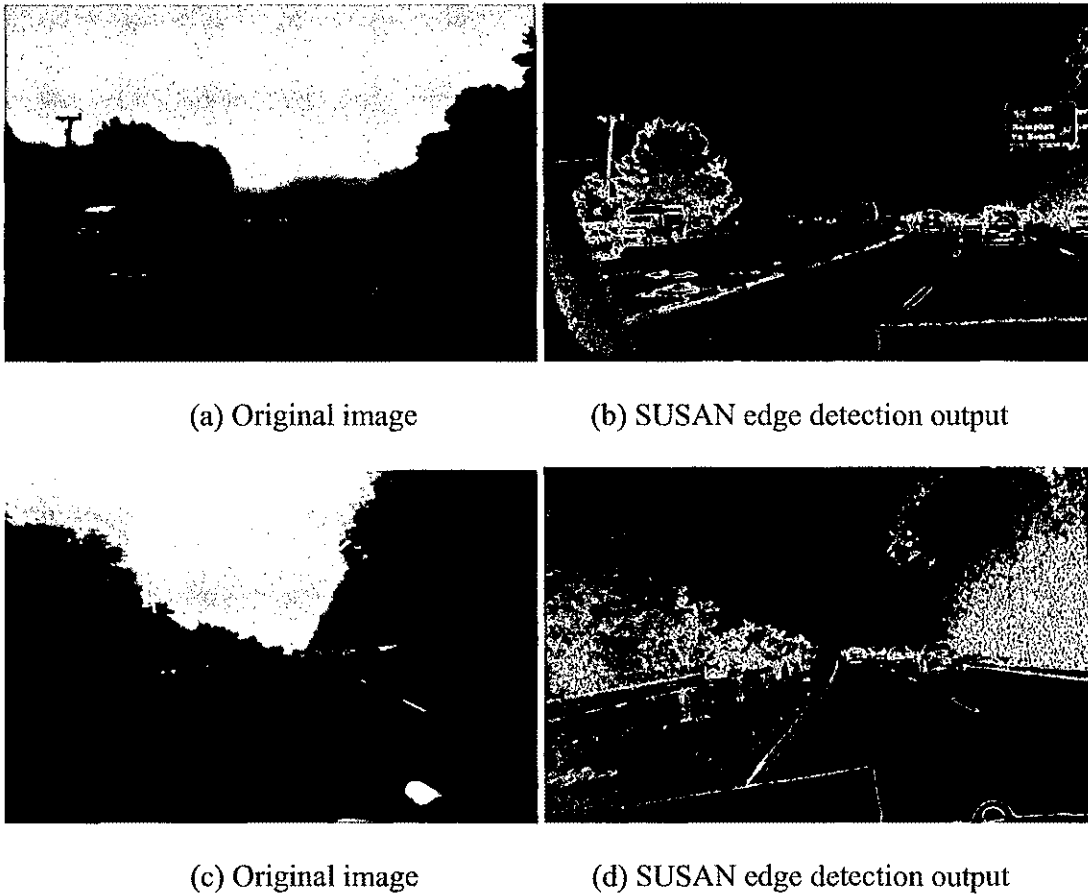 (a) Original image
(b) SUSAN edge detection output
(c) Original image
(d) SUSAN edge detection output